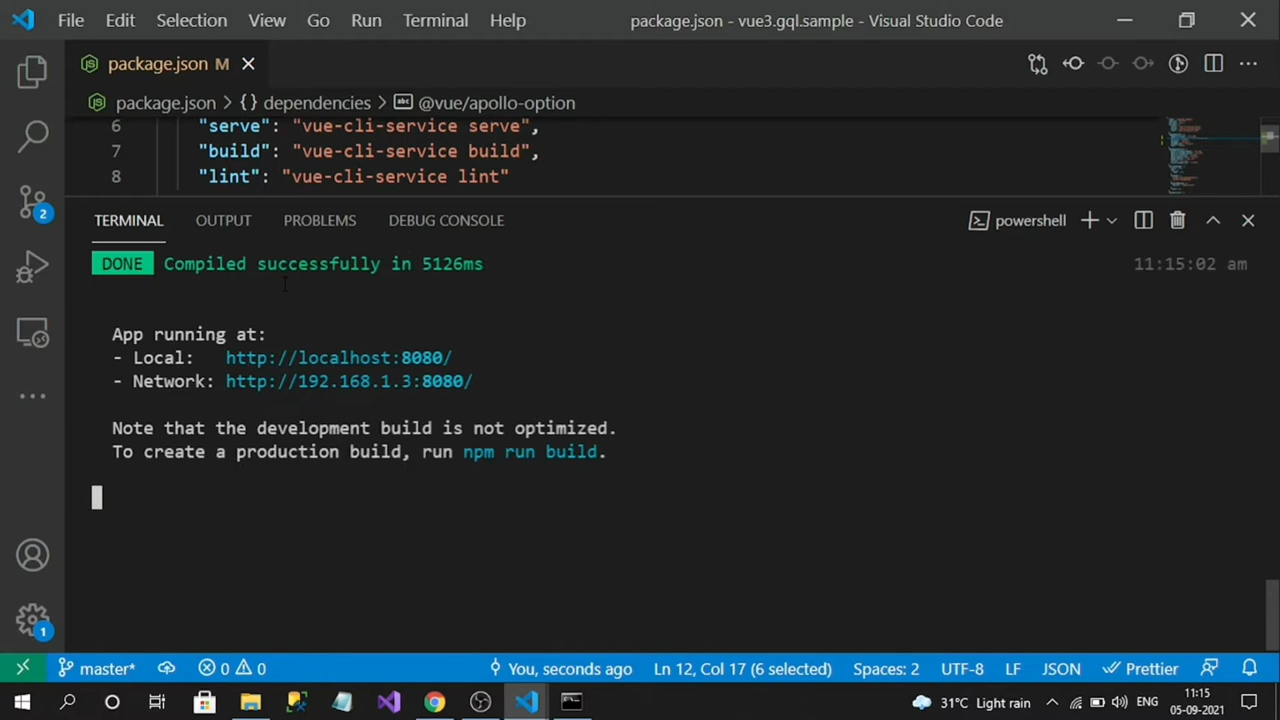 File Edit Selection View Go Run Terminal Help package.json - vue3.gql.sample - Visual Studio Code
package.json M
package.json > {} dependencies > abc @vue/apollo-option
6 "serve": "vue-cli-service serve",
7 "build": "vue-cli-service build",
8 "lint": "vue-cli-service lint"
TERMINAL OUTPUT PROBLEMS DEBUG CONSOLE powershell
DONE Compiled successfully in 5126ms 11:15:02 am
App running at:
- Local: http://localhost:8080/
- Network: http://192.168.1.3:8080/
Note that the development build is not optimized.
To create a production build, run npm run build.
2
1
master* 0 0 You, seconds ago Ln 12, Col 17 (6 selected) Spaces: 2 UTF-8 LF JSON Prettier
31°C Light rain ENG 11:15
05-09-2021